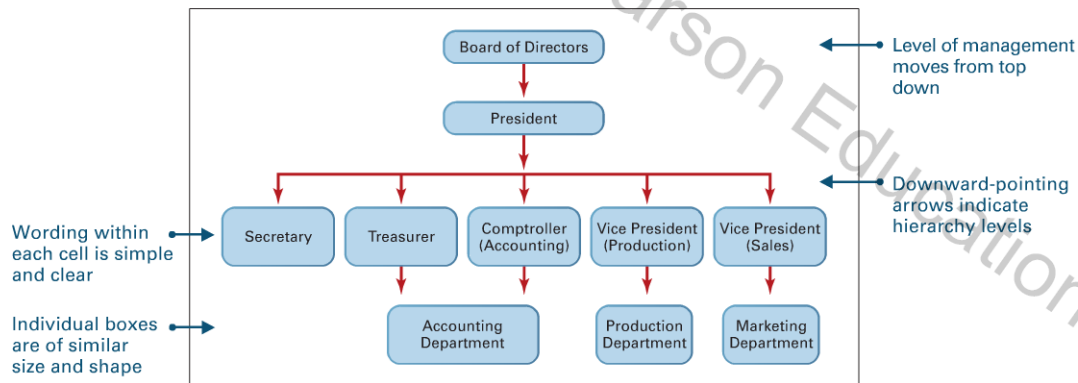 Board of Directors
Level of management
moves from top
down
President
Downward-pointing
arrows indicate
hierarchy levels
Wording within
each cell is simple
and clear
Secretary
Treasurer
Comptroller
(Accounting)
Vice President
(Production)
Vice President
(Sales)
Individual boxes
are of similar
size and shape
Accounting
Department
Production
Department
Marketing
Department
arson Education